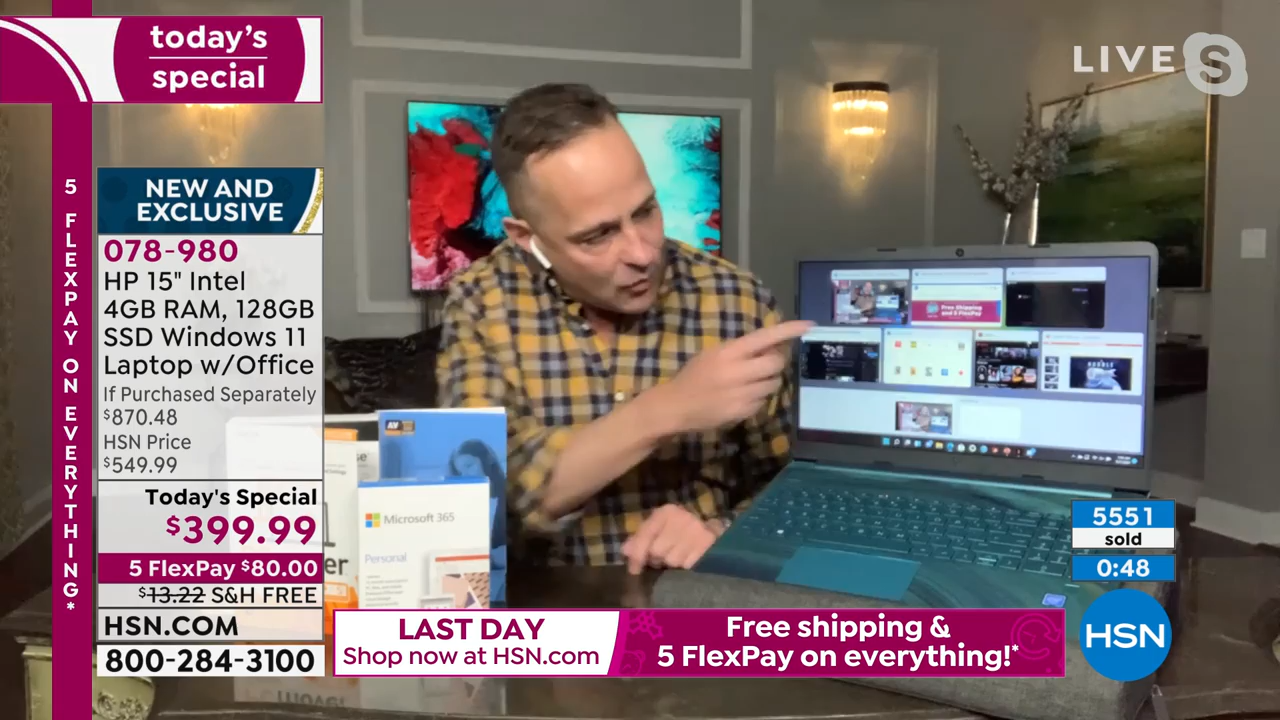 today's
special
LIVE S
5 FLEXPAY ON EVERYTHING!*
NEW AND
EXCLUSIVE
078-980
HP 15" Intel
4GB RAM, 128GB
SSD Windows 11
Laptop w/Office
If Purchased Separately
$870.48
HSN Price
$549.99
Today's Special
$399.99
5 FlexPay $80.00
$13.22 S&H FREE
HSN.COM
800-284-3100
AV
Microsoft 365
Personal
Free Shipping
and 5 FlexPay
5551
sold
0:48
HSN
LAST DAY
Shop now at HSN.com
Free shipping &
5 FlexPay on everything!*